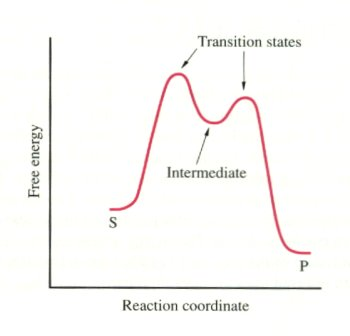 Transition states
Free energy
Intermediate
S
P
Reaction coordinate